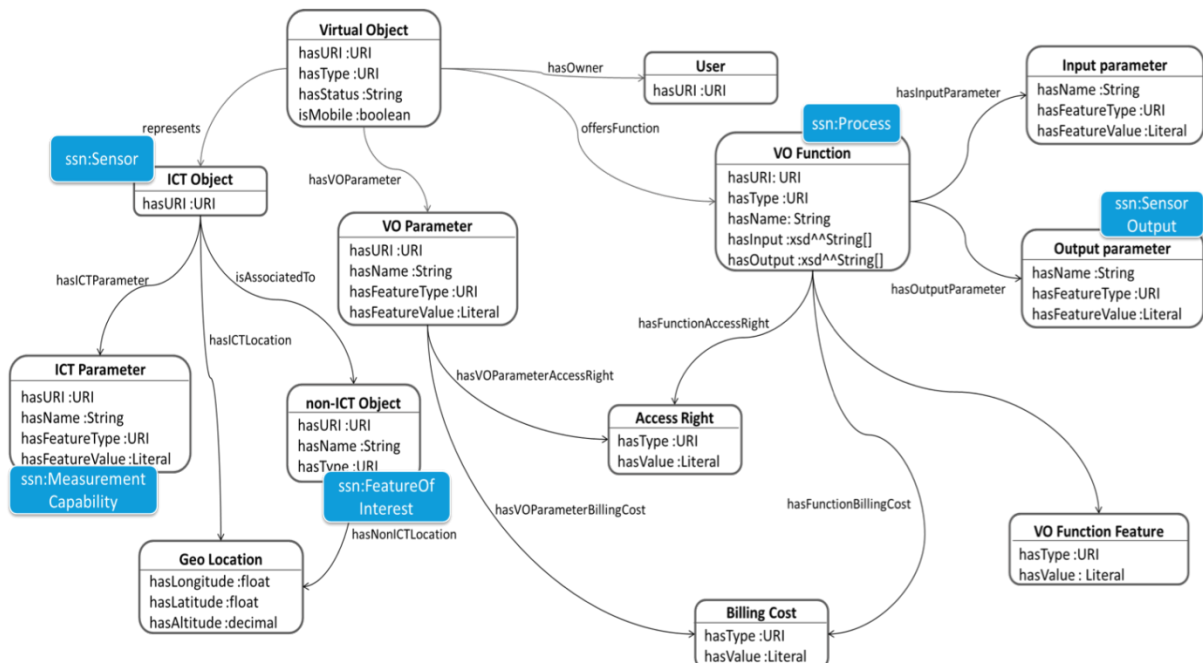 Virtual Object
hasURI :URI
hasType :URI
hasStatus :String
isMobile :boolean
hasOwner
User
hasURI : URI
Input parameter
hasName :String
hasFeatureType :URI
hasFeatureValue :Literal
hasInputParameter
represents
ssn:Sensor
ICT Object
hasURI : URI
hasVOParameter
offersFunction
ssn:Process
VO Function
hasURI: URI
hasType :URI
hasName: String
hasInput :xsd^^String[]
hasOutput :xsd^^String[]
ssn:Sensor
Output
Output parameter
hasName :String
hasFeatureType :URI
hasFeatureValue :Literal
hasOutputParameter
VO Parameter
hasURI :URI
hasName :String
hasFeatureType :URI
hasFeatureValue :Literal
hasICTParameter
isAssociatedTo
hasICTLocation
hasFunctionAccessRight
hasVOParameterAccessRight
ICT Parameter
hasURI :URI
hasName :String
hasFeatureType :URI
hasFeatureValue :Literal
ssn:Measurement
Capability
non-ICT Object
hasURI :URI
hasName :String
hasType :URI
ssn:FeatureOf
Interest
Access Right
hasType :URI
hasValue :Literal
hasVOParameterBillingCost
hasFunctionBillingCost
hasNonICTLocation
Geo Location
hasLongitude :float
hasLatitude :float
hasAltitude :decimal
VO Function Feature
hasType :URI
hasValue : Literal
Billing Cost
hasType :URI
hasValue :Literal